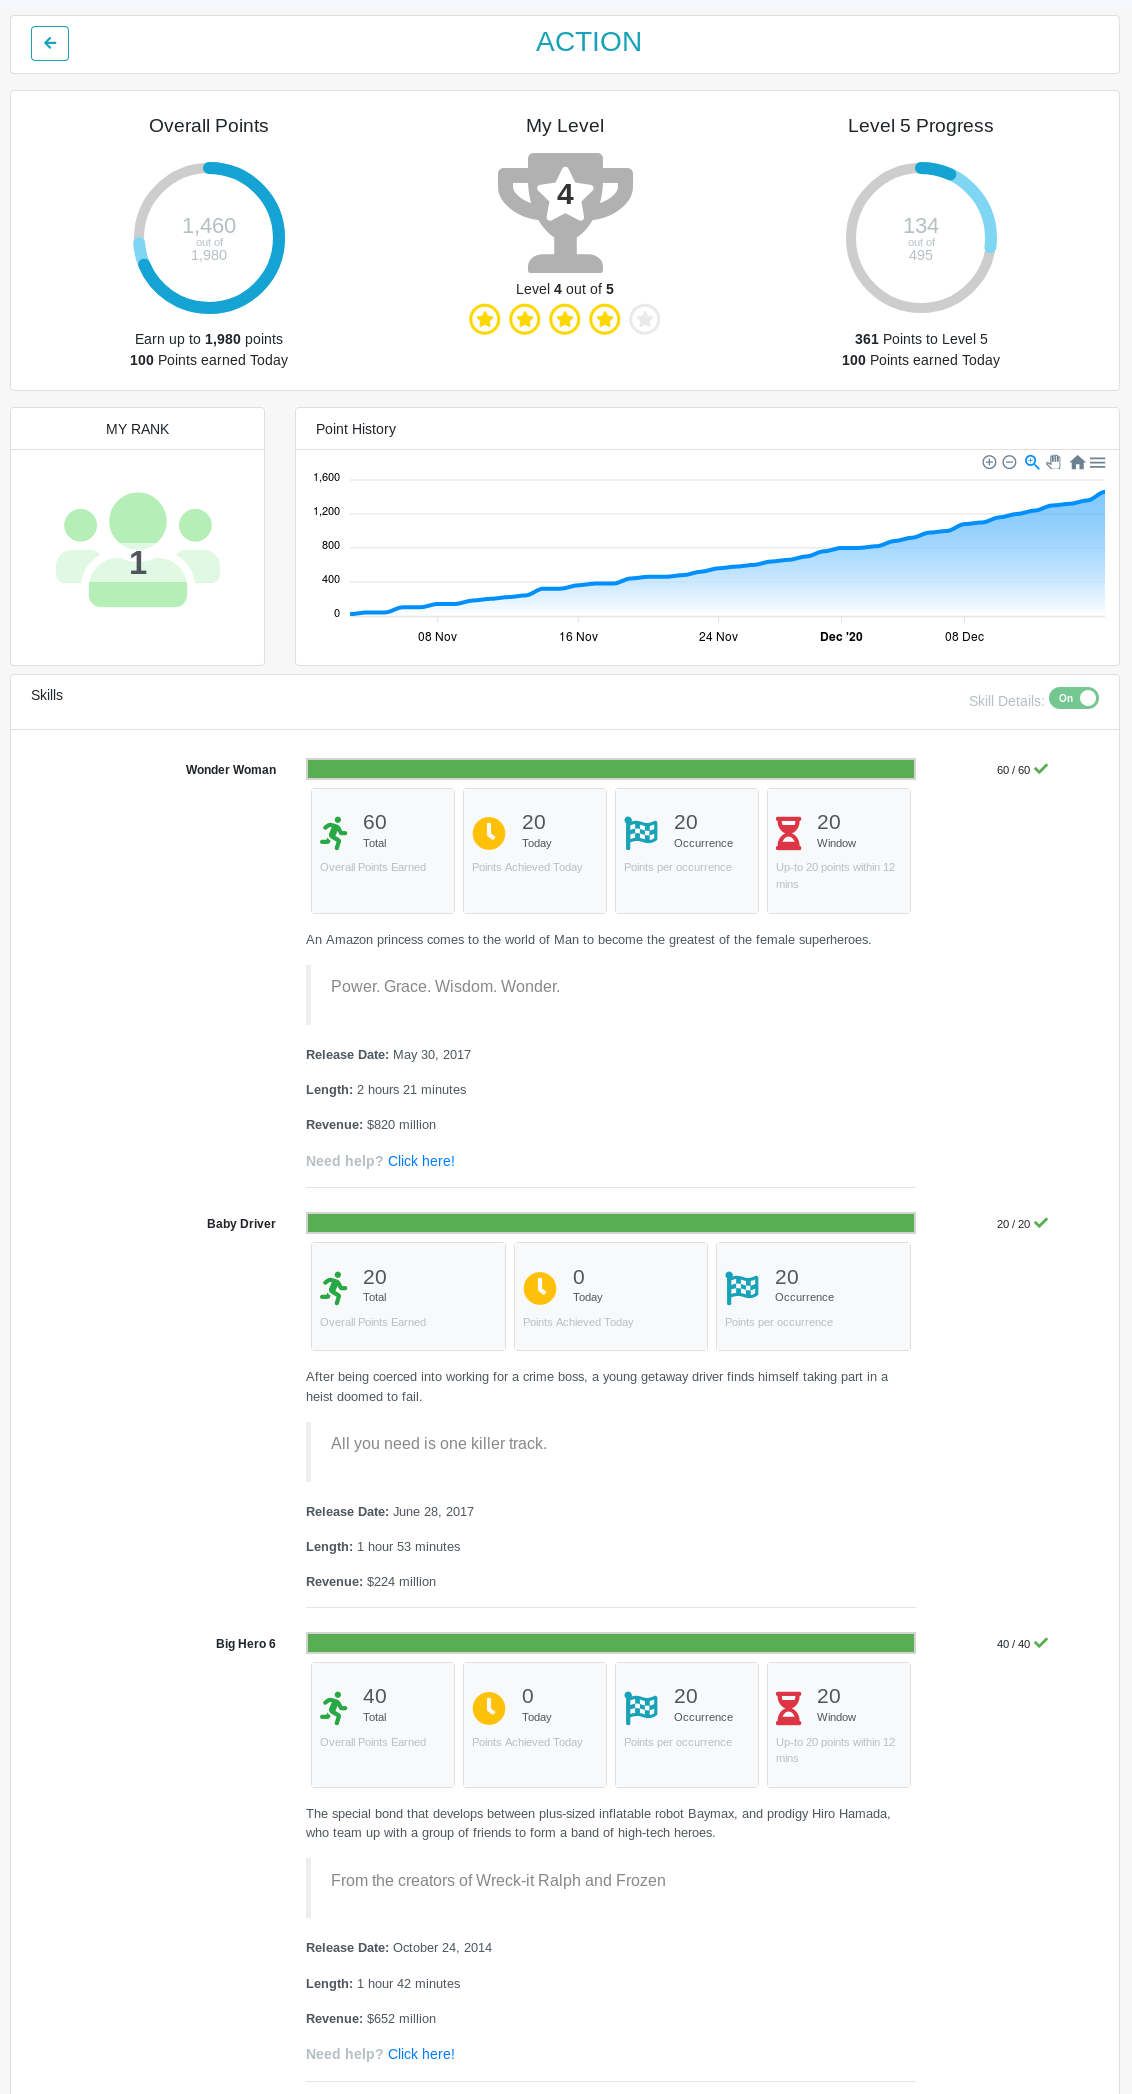 ACTION
Overall Points
My Level
Level 5 Progress
1,460
out of
1,980
4
134
out of
495
Level 4 out of 5
Earn up to 1,980 points
100 Points earned Today
361 Points to Level 5
100 Points earned Today
MY RANK
1
Point History
1,600
1,200
800
400
0
08 Nov
16 Nov
24 Nov
Dec '20
08 Dec
Skills
Skill Details: On
Wonder Woman
60 / 60
60
Total
Overall Points Earned
20
Today
Points Achieved Today
20
Occurrence
Points per occurrence
20
Window
Up-to 20 points within 12
mins
An Amazon princess comes to the world of Man to become the greatest of the female superheroes.
Power. Grace. Wisdom. Wonder.
Release Date: May 30, 2017
Length: 2 hours 21 minutes
Revenue: $820 million
Need help? Click here!
Baby Driver
20 / 20
20
Total
Overall Points Earned
0
Today
Points Achieved Today
20
Occurrence
Points per occurrence
After being coerced into working for a crime boss, a young getaway driver finds himself taking part in a
heist doomed to fail.
All you need is one killer track.
Release Date: June 28, 2017
Length: 1 hour 53 minutes
Revenue: $224 million
Big Hero 6
40 / 40
40
Total
Overall Points Earned
0
Today
Points Achieved Today
20
Occurrence
Points per occurrence
20
Window
Up-to 20 points within 12
mins
The special bond that develops between plus-sized inflatable robot Baymax, and prodigy Hiro Hamada,
who team up with a group of friends to form a band of high-tech heroes.
From the creators of Wreck-it Ralph and Frozen
Release Date: October 24, 2014
Length: 1 hour 42 minutes
Revenue: $652 million
Need help? Click here!